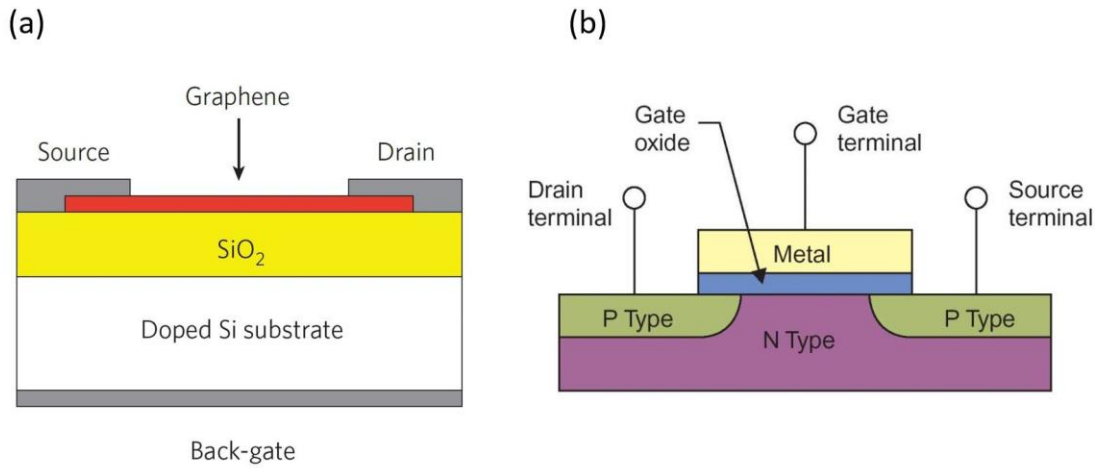 (a)
Graphene
Source
Drain
SiO2
Doped Si substrate
Back-gate
(b)
Gate
oxide
Gate
terminal
Drain
terminal
Source
terminal
Metal
P Type
N Type
P Type